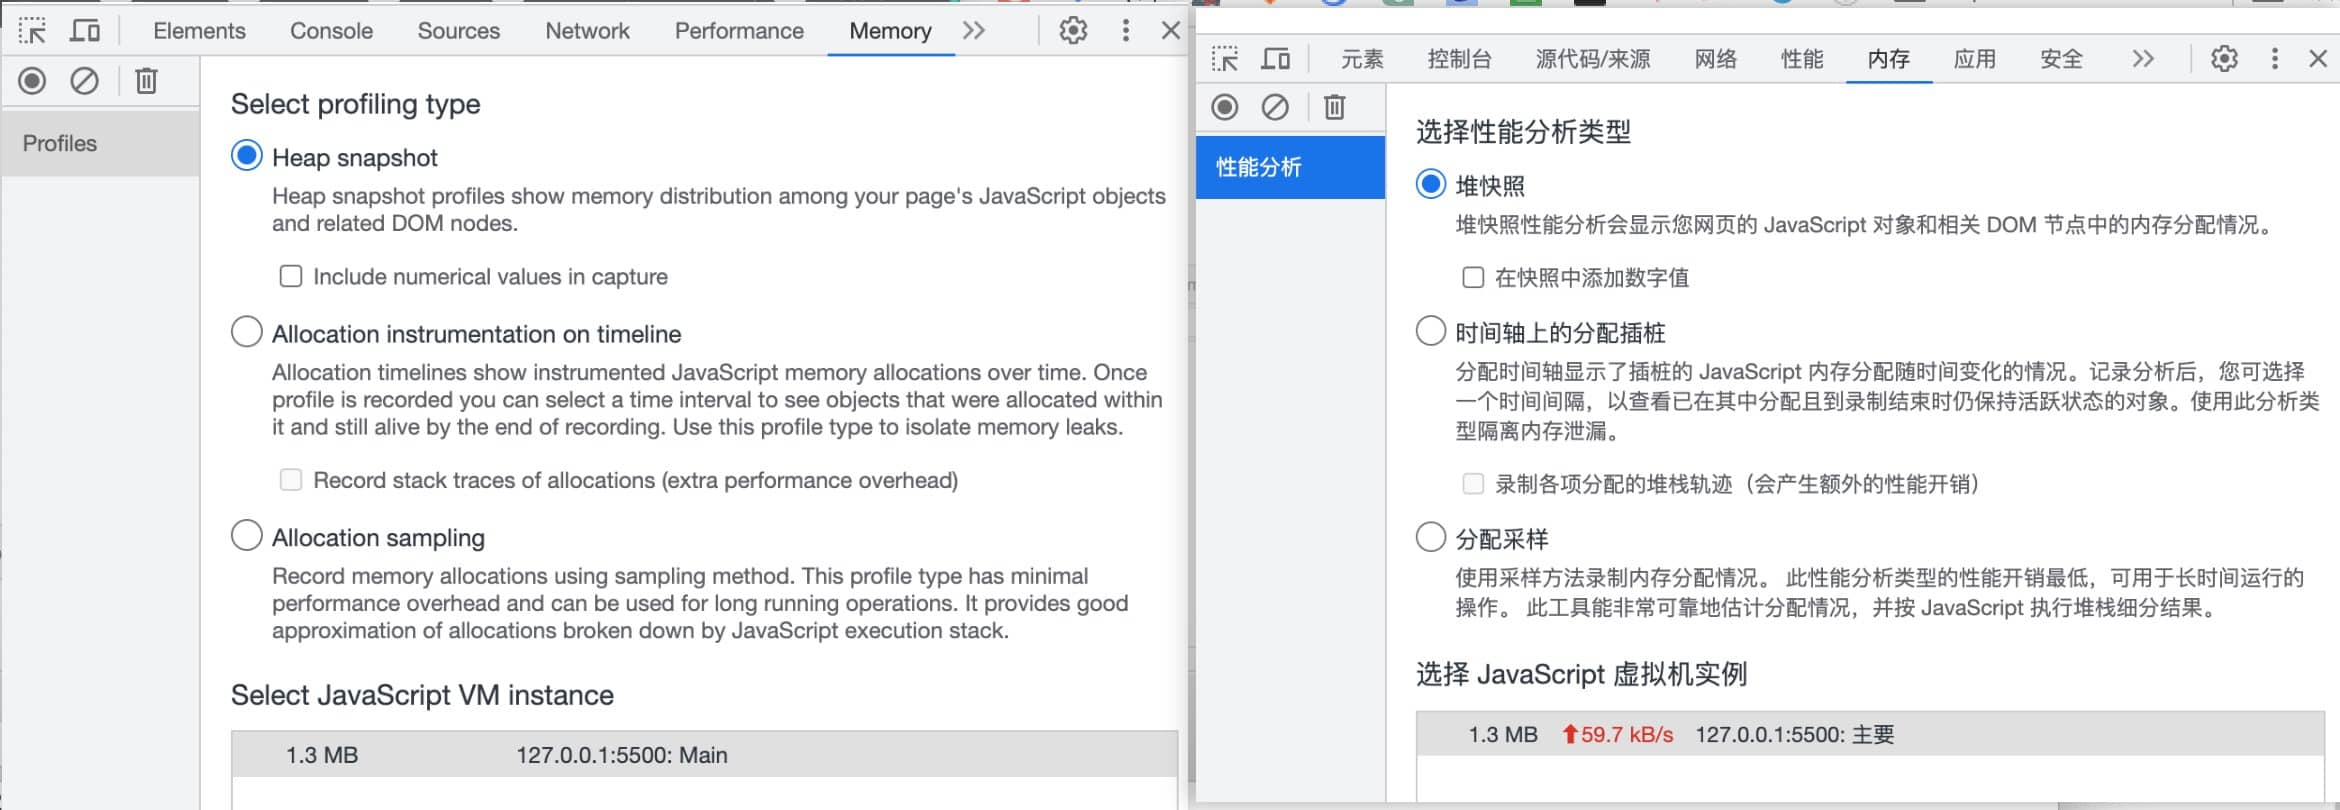 Elements Console Sources Network Performance Memory
Profiles
Select profiling type
Heap snapshot
Heap snapshot profiles show memory distribution among your page's JavaScript objects
and related DOM nodes.
Include numerical values in capture
Allocation instrumentation on timeline
Allocation timelines show instrumented JavaScript memory allocations over time. Once
profile is recorded you can select a time interval to see objects that were allocated within
it and still alive by the end of recording. Use this profile type to isolate memory leaks.
Record stack traces of allocations (extra performance overhead)
Allocation sampling
Record memory allocations using sampling method. This profile type has minimal
performance overhead and can be used for long running operations. It provides good
approximation of allocations broken down by JavaScript execution stack.
Select JavaScript VM instance
1.3 MB 127.0.0.1:5500: Main
元素 控制台 源代码/来源 网络 性能 内存 应用 安全
性能分析
选择性能分析类型
堆快照
堆快照性能分析会显示您网页的 JavaScript 对象和相关 DOM 节点中的内存分配情况。
在快照中添加数字值
时间轴上的分配插桩
分配时间轴显示了插桩的 JavaScript 内存分配随时间变化的情况。记录分析后，您可选择
一个时间间隔，以查看已在其中分配且到录制结束时仍保持活跃状态的对象。使用此分析类
型隔离内存泄漏。
录制各项分配的堆栈轨迹（会产生额外的性能开销）
分配采样
使用采样方法录制内存分配情况。 此性能分析类型的性能开销最低，可用于长时间运行的
操作。 此工具能非常可靠地估计分配情况，并按 JavaScript 执行堆栈细分结果。
选择 JavaScript 虚拟机实例
1.3 MB 59.7 kB/s 127.0.0.1:5500: 主要